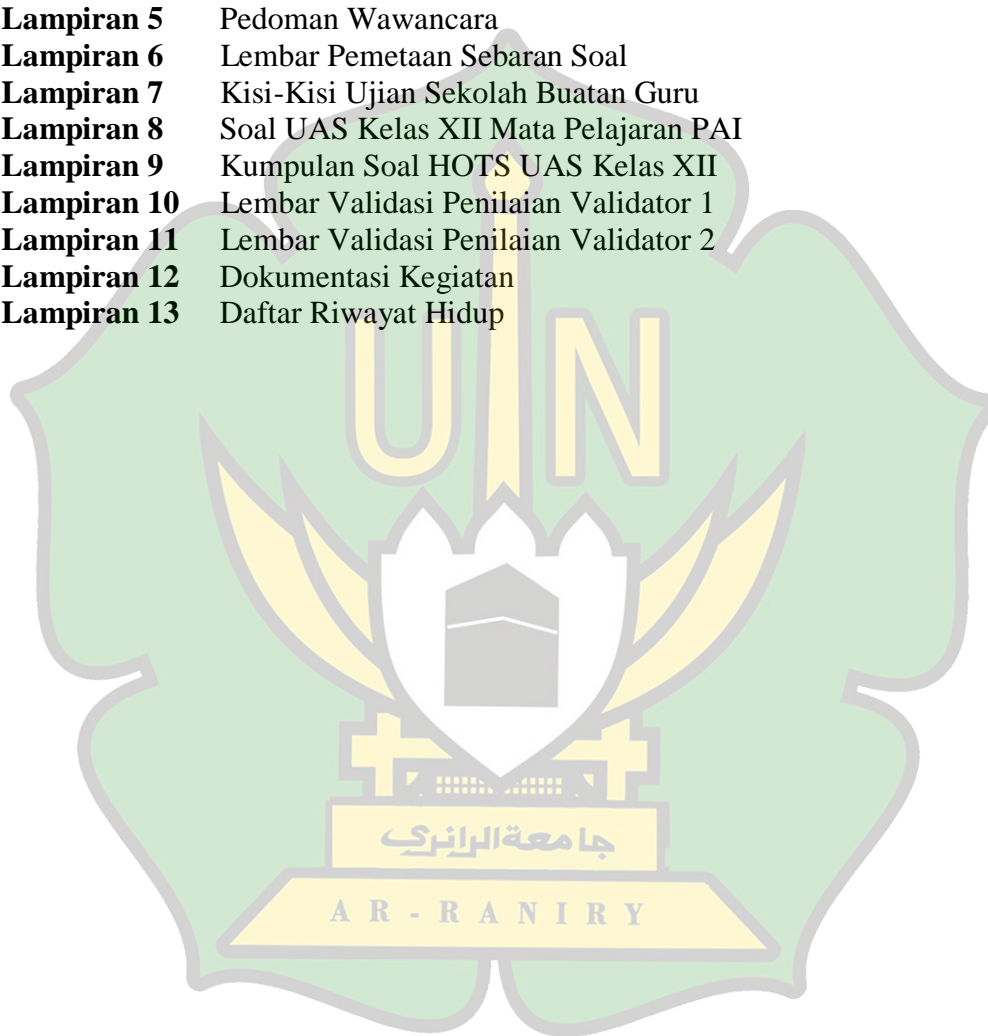 Lampiran 5 Pedoman Wawancara
Lampiran 6 Lembar Pemetaan Sebaran Soal
Lampiran 7 Kisi-Kisi Ujian Sekolah Buatan Guru
Lampiran 8 Soal UAS Kelas XII Mata Pelajaran PAI
Lampiran 9 Kumpulan Soal HOTS UAS Kelas XII
Lampiran 10 Lembar Validasi Penilaian Validator 1
Lampiran 11 Lembar Validasi Penilaian Validator 2
Lampiran 12 Dokumentasi Kegiatan
Lampiran 13 Daftar Riwayat Hidup
UIN
جامعة الرانري
AR-RANIRY